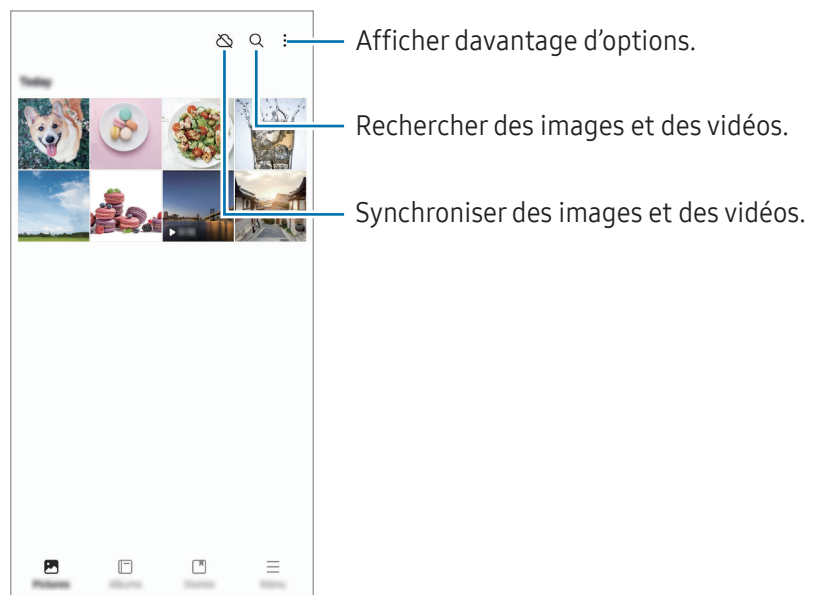 Afficher davantage d'options.
Today
Rechercher des images et des vidéos.
Synchroniser des images et des vidéos.
Pictures
Albums
Stories
Menu